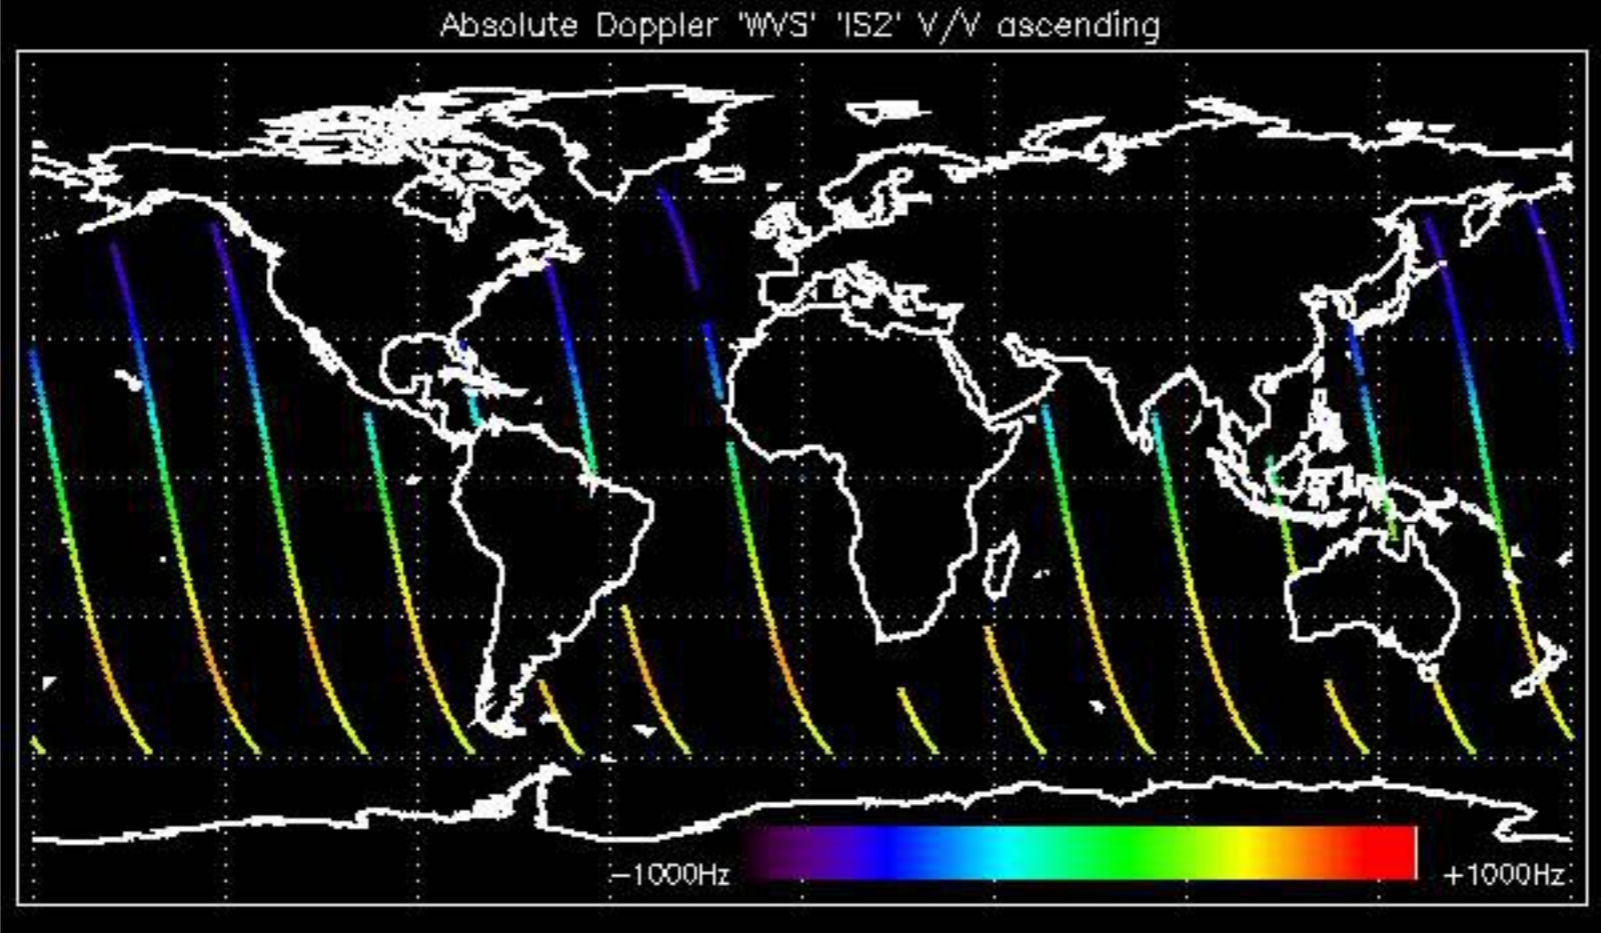 Absolute Doppler 'WVS' 'IS2' V/V ascending
-1000Hz +1000Hz